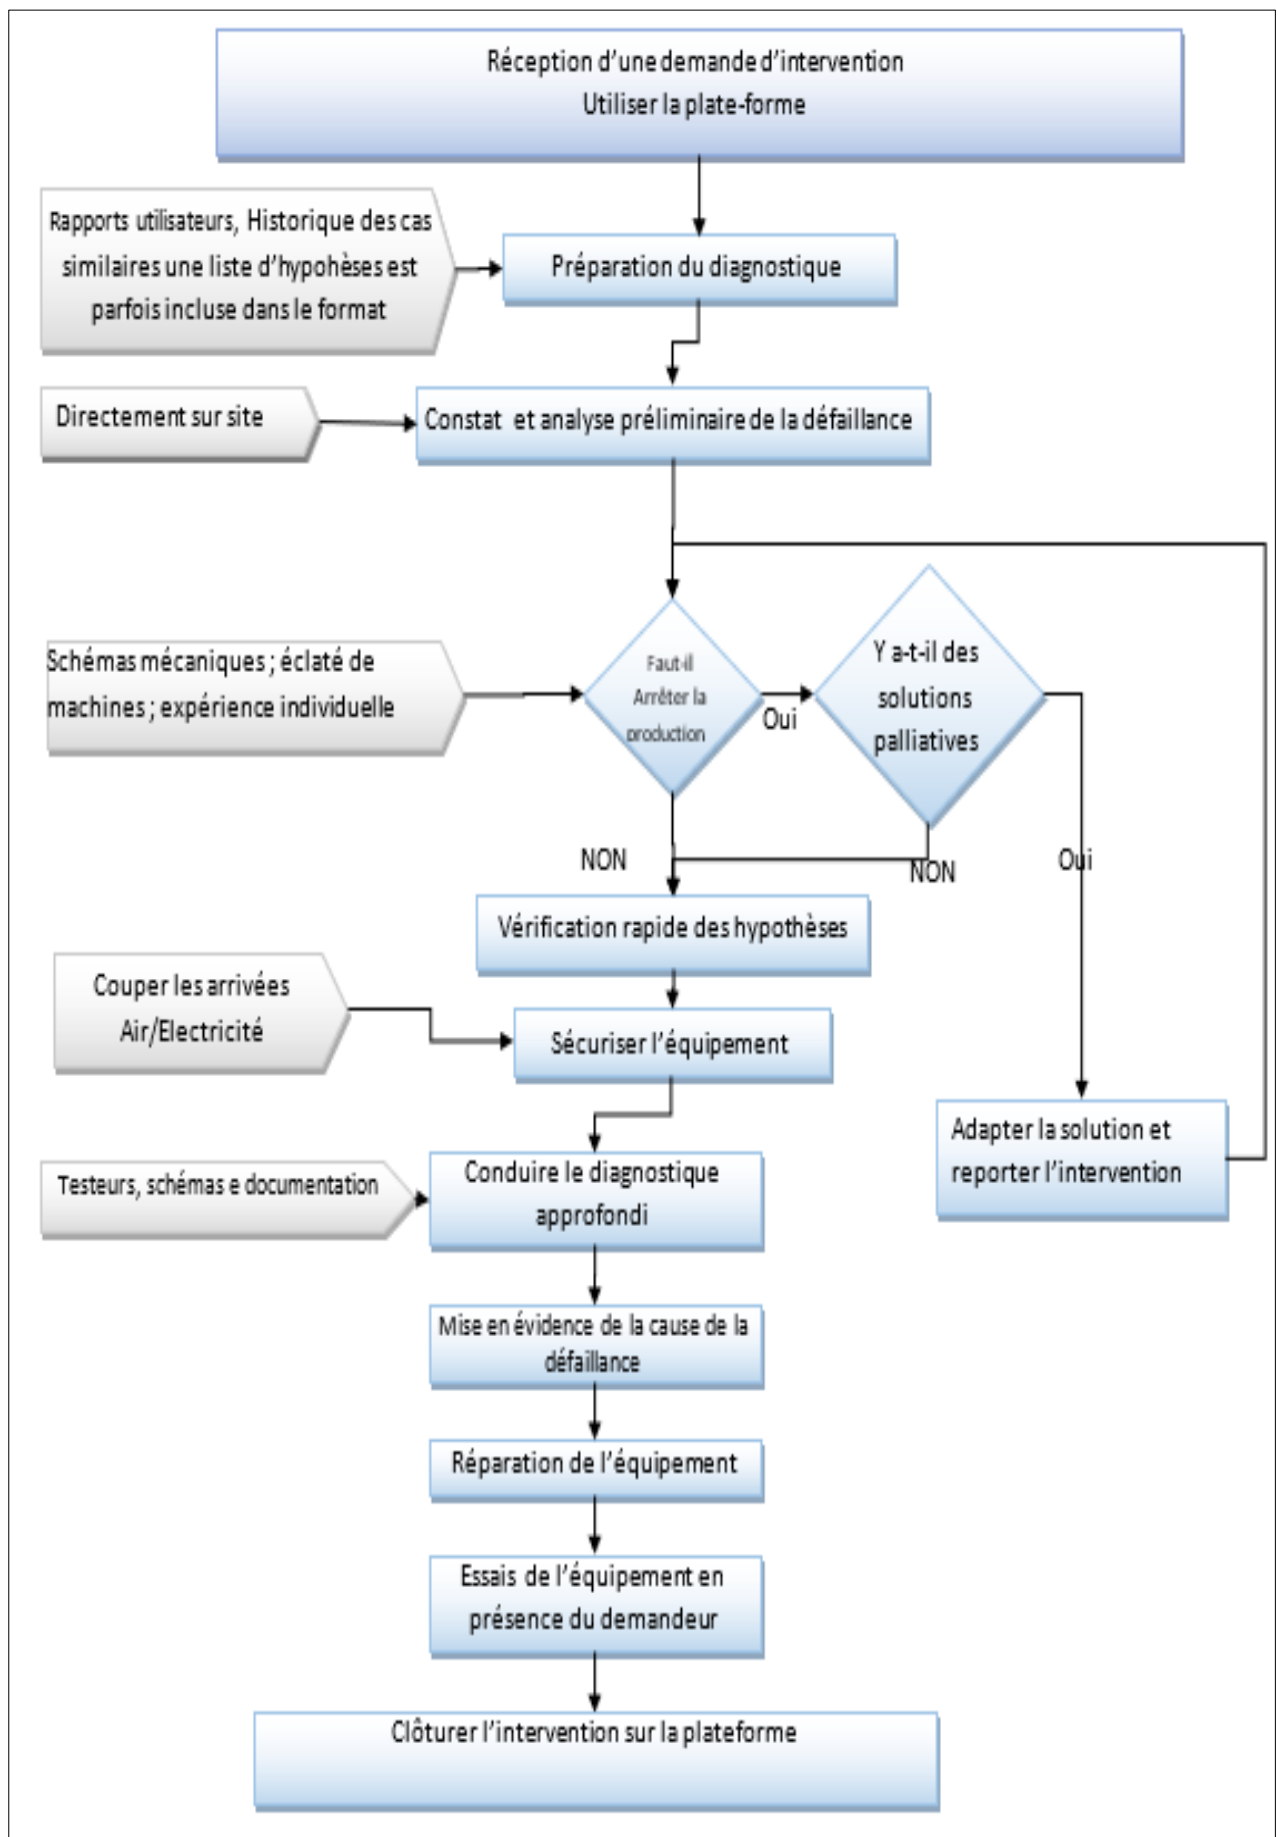 Réception d'une demande d'intervention
Utiliser la plate-forme
Rapports utilisateurs, Historique des cas
similaires une liste d'hypohèses est
parfois incluse dans le format
Préparation du diagnostique
Directement sur site
Constat et analyse préliminaire de la défaillance
Schémas mécaniques ; éclaté de
machines ; expérience individuelle
Faut-il
Arrêter la
production
Oui
Y a-t-il des
solutions
palliatives
NON
NON
Oui
Vérification rapide des hypothèses
Couper les arrivées
Air/Electricité
Sécuriser l'équipement
Adapter la solution et
reporter l'intervention
Testeurs, schémas e documentation
Conduire le diagnostique
approfondi
Mise en évidence de la cause de la
défaillance
Réparation de l'équipement
Essais de l'équipement en
présence du demandeur
Clôturer l'intervention sur la plateforme